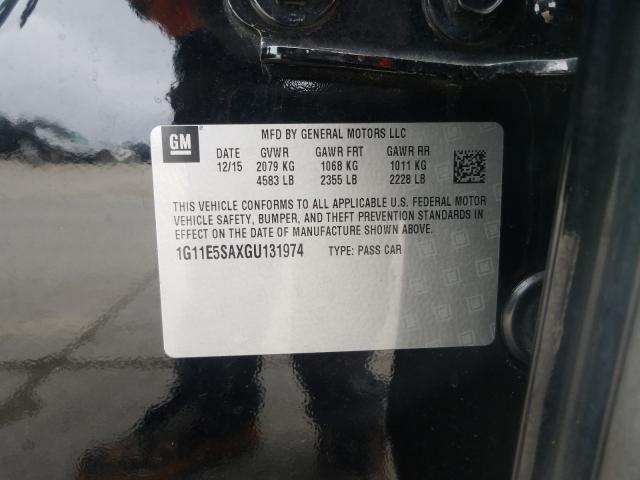 GM
MFD BY GENERAL MOTORS LLC
DATE GVWR GAWR FRT GAWR RR
12/15 2079 KG 1068 KG 1011 KG
4583 LB 2355 LB 2228 LB
THIS VEHICLE CONFORMS TO ALL APPLICABLE U.S. FEDERAL MOTOR
VEHICLE SAFETY, BUMPER, AND THEFT PREVENTION STANDARDS IN
EFFECT ON THE DATE OF MANUFACTURE SHOWN ABOVE.
1G11E5SAXGU131974 TYPE: PASS CAR